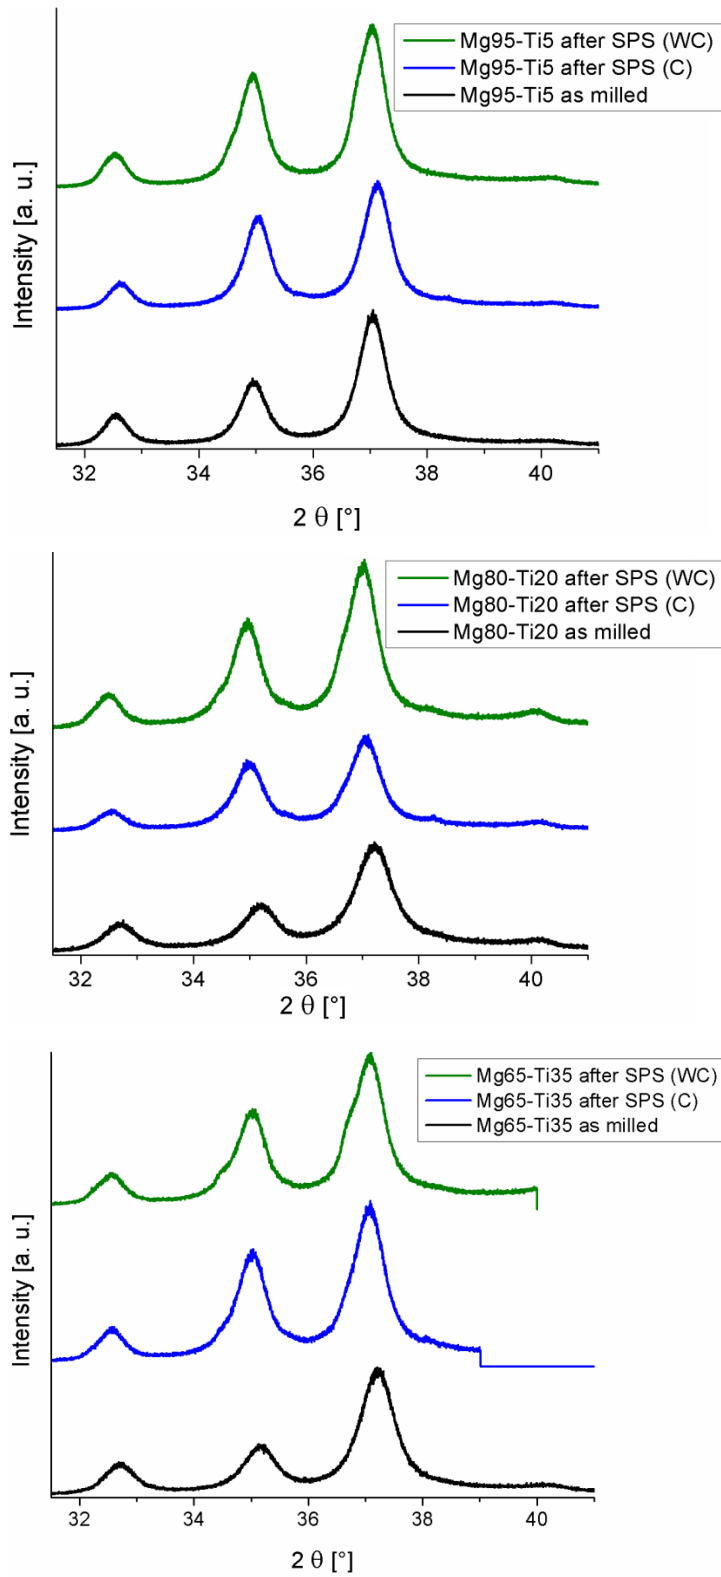 Mg95-Ti5 after SPS (WC)
Mg95-Ti5 after SPS (C)
Mg95-Ti5 as milled
Intensity [a. u.]
32 34 36 38 40
2 θ [°]
Mg80-Ti20 after SPS (WC)
Mg80-Ti20 after SPS (C)
Mg80-Ti20 as milled
Intensity [a. u.]
32 34 36 38 40
2 θ [°]
Mg65-Ti35 after SPS (WC)
Mg65-Ti35 after SPS (C)
Mg65-Ti35 as milled
Intensity [a. u.]
32 34 36 38 40
2 θ [°]